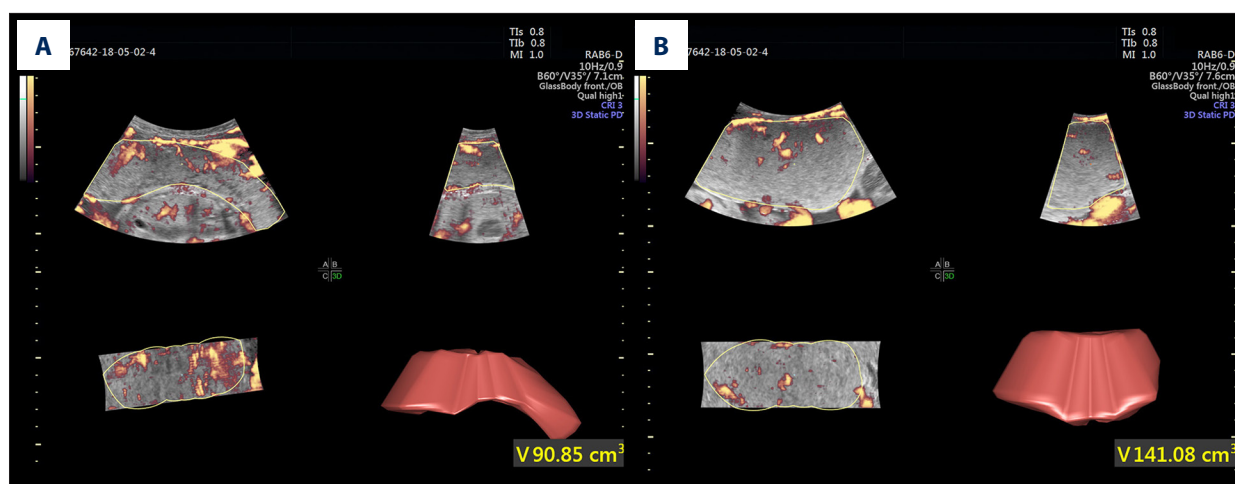 A
67642-18-05-02-4
TIs 0.8
TIb 0.8
MI 1.0
RAB6-D
10Hz/0.9
B60°/V35°/ 7.1cm
GlassBody front./OB
Qual high1
CRI 3
3D Static PD
A B
C 3D
V 90.85 cm3
B
67642-18-05-02-4
TIs 0.8
TIb 0.8
MI 1.0
RAB6-D
10Hz/0.9
B60°/V35°/ 7.6cm
GlassBody front./OB
Qual high1
CRI 3
3D Static PD
A B
C 3D
V 141.08 cm3